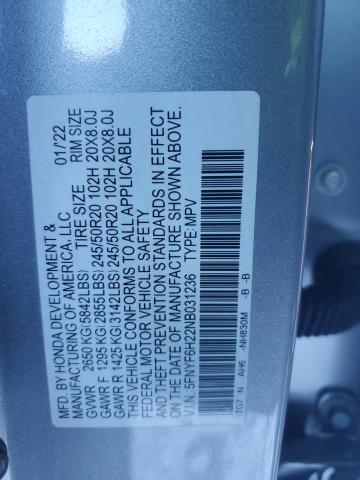 MFD. BY HONDA DEVELOPMENT & 01/'22
MANUFACTURING OF AMERICA, LLC
TIRE SIZE RIM SIZE
GVWR 2650 KG(5842LBS)
GAWR F 1295 KG(2855LBS) 245/50R20 102H 20X8.0J
GAWR R 1425 KG(3142LBS) 245/50R20 102H 20X8.0J
THIS VEHICLE CONFORMS TO ALL APPLICABLE
FEDERAL MOTOR VEHICLE SAFETY
AND THEFT PREVENTION STANDARDS IN EFFECT
ON THE DATE OF MANUFACTURE SHOWN ABOVE.
V.I.N. :5FNYF6H22NB031236 TYPE:MPV
TG7 N AH6 -NH830M -B -B